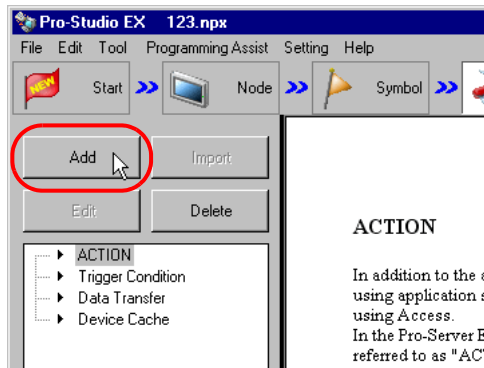 Pro-Studio EX 123.npx
File Edit Tool Programming Assist Setting Help
NEW Start Node Symbol
Add Import
Edit Delete
ACTION
Trigger Condition
Data Transfer
Device Cache
ACTION
In addition to the
using application
using Access.
In the Pro-Server
referred to as "AC